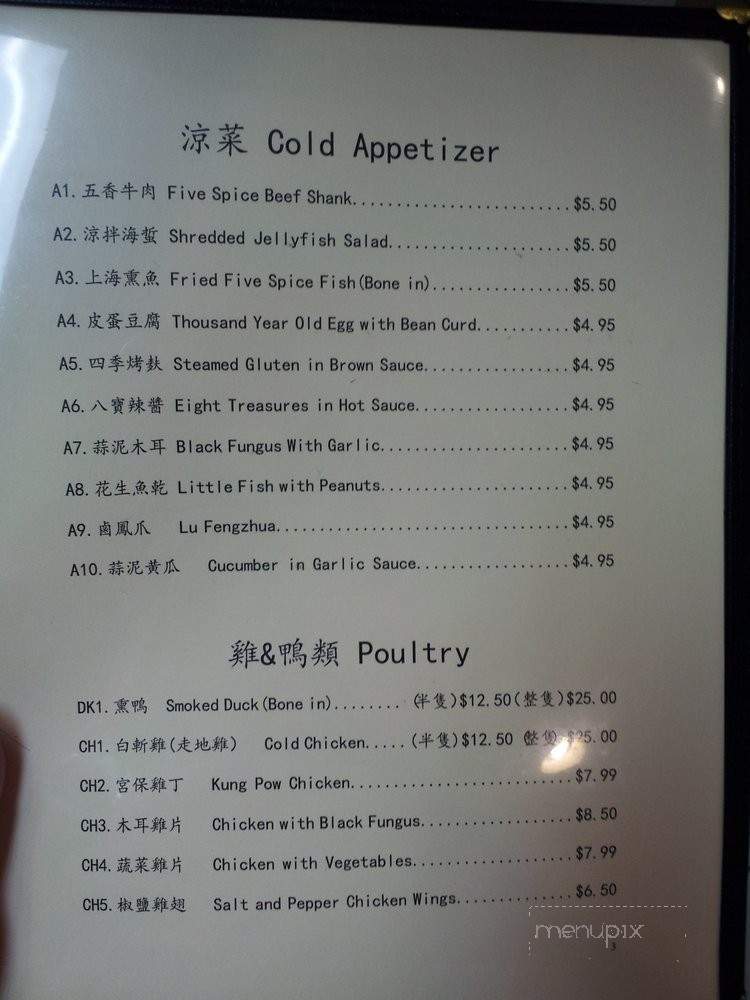 涼菜 Cold Appetizer
A1. 五香牛肉 Five Spice Beef Shank........................$5.50
A2. 涼拌海蜇 Shredded Jellyfish Salad....................$5.50
A3. 上海熏魚 Fried Five Spice Fish(Bone in)...............$5.50
A4. 皮蛋豆腐 Thousand Year Old Egg with Bean Curd..........$4.95
A5. 四季烤麩 Steamed Gluten in Brown Sauce................$4.95
A6. 八寶辣醬 Eight Treasures in Hot Sauce.................$4.95
A7. 蒜泥木耳 Black Fungus With Garlic.....................$4.95
A8. 花生魚乾 Little Fish with Peanuts.....................$4.95
A9. 鹵鳳爪 Lu Fengzhua................................$4.95
A10. 蒜泥黃瓜 Cucumber in Garlic Sauce.................$4.95
雞&鴨類 Poultry
DK1. 熏鴨 Smoked Duck(Bone in)........ (半隻)$12.50(整隻)$25.00
CH1. 白斬雞(走地雞) Cold Chicken..... (半隻)$12.50 (整隻) $25.00
CH2. 宮保雞丁 Kung Pow Chicken.........................$7.99
CH3. 木耳雞片 Chicken with Black Fungus.................$8.50
CH4. 蔬菜雞片 Chicken with Vegetables..................$7.99
CH5. 椒鹽雞翅 Salt and Pepper Chicken Wings.............$6.50
menupix
3